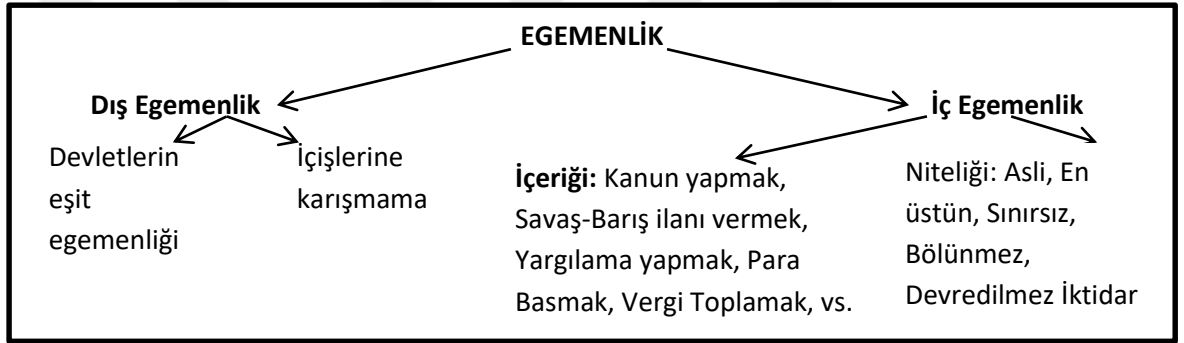 EGEMENLİK
Dış Egemenlik
İç Egemenlik
Devletlerin
eşit
egemenliği
İçişlerine
karışmama
İçeriği: Kanun yapmak,
Savaş-Barış ilanı vermek,
Yargılama yapmak, Para
Basmak, Vergi Toplamak, vs.
Niteliği: Asli, En
üstün, Sınırsız,
Bölünmez,
Devredilmez İktidar